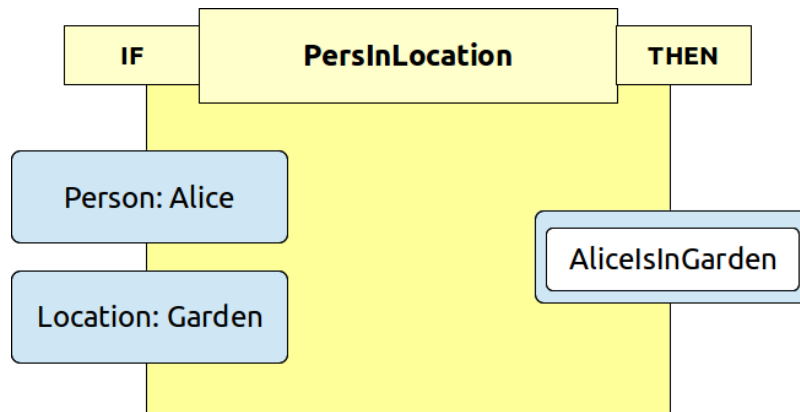 IF
PersInLocation
THEN
Person: Alice
AliceIsInGarden
Location: Garden